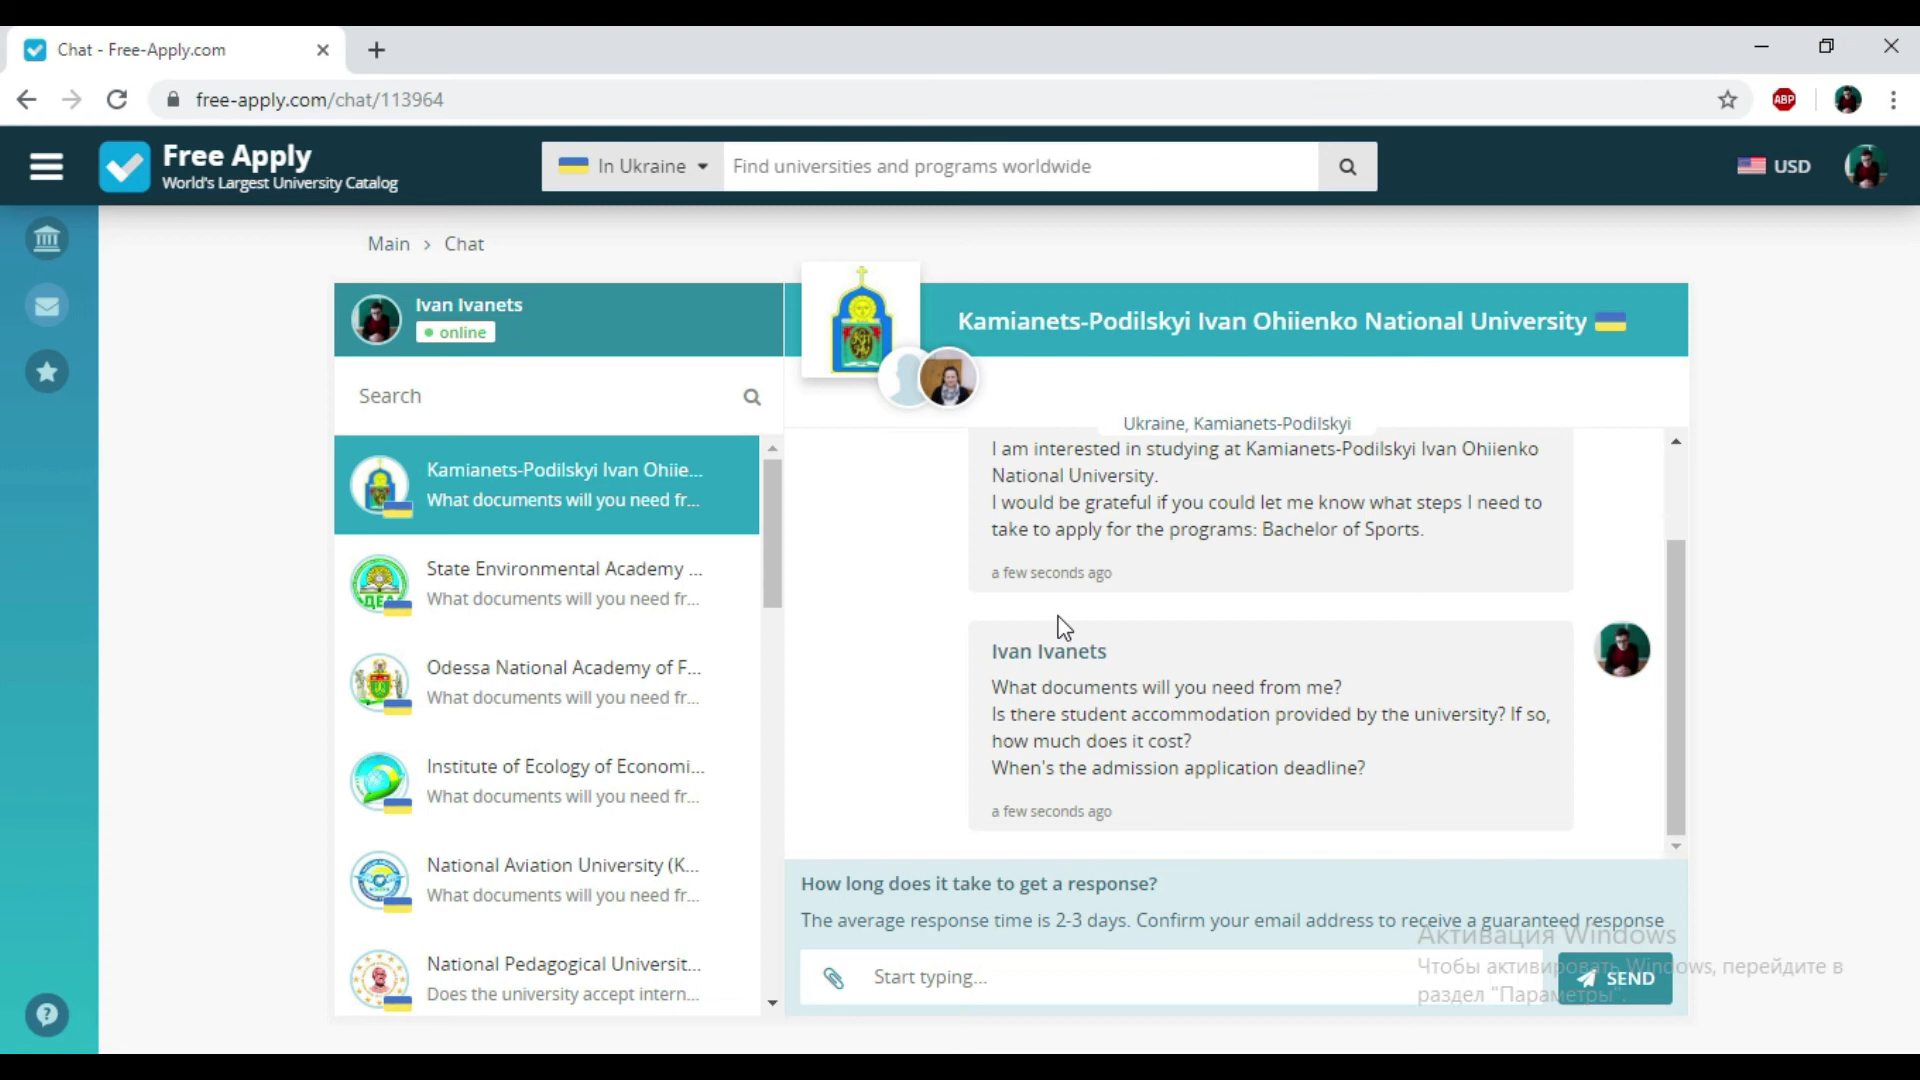 Chat - Free-Apply.com
free-apply.com/chat/113964
ABP
Free Apply
World's Largest University Catalog
In Ukraine
Find universities and programs worldwide
USD
Main > Chat
Ivan Ivanets
online
Search
Kamianets-Podilskyi Ivan Ohiie...
What documents will you need fr...
State Environmental Academy ...
What documents will you need fr...
Odessa National Academy of F...
What documents will you need fr...
Institute of Ecology of Economi...
What documents will you need fr...
National Aviation University (K...
What documents will you need fr...
National Pedagogical Universit...
Does the university accept intern...
Kamianets-Podilskyi Ivan Ohiienko National University
Ukraine, Kamianets-Podilskyi
I am interested in studying at Kamianets-Podilskyi Ivan Ohiienko
National University.
I would be grateful if you could let me know what steps I need to
take to apply for the programs: Bachelor of Sports.
a few seconds ago
Ivan Ivanets
What documents will you need from me?
Is there student accommodation provided by the university? If so,
how much does it cost?
When's the admission application deadline?
a few seconds ago
How long does it take to get a response?
The average response time is 2-3 days. Confirm your email address to receive a guaranteed response
Start typing...
SEND
Активация Windows
Чтобы активировать Windows, перейдите в
раздел "Параметры".